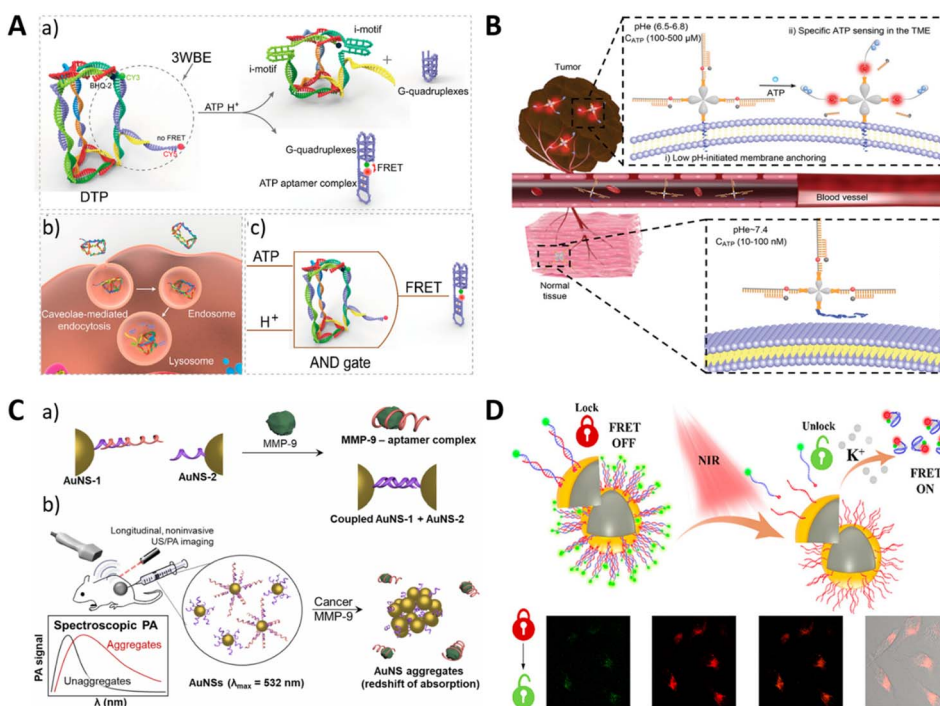 A
a)
3WBE
BHQ-2
CY3
no FRET
CY5
DTP
ATP H⁺
i-motif
i-motif
+
G-quadruplexes
G-quadruplexes
FRET
ATP aptamer complex
b)
Caveolae-mediated
endocytosis
Endosome
Lysosome
c)
ATP
H⁺
FRET
AND gate
B
pHe (6.5-6.8)
C_ATP (100-500 μM)
ii) Specific ATP sensing in the TME
ATP
i) Low pH-initiated membrane anchoring
Tumor
Blood vessel
Normal
tissue
pHe~7.4
C_ATP (10-100 nM)
C
a)
AuNS-1
AuNS-2
MMP-9
MMP-9 – aptamer complex
Coupled AuNS-1 + AuNS-2
b)
Longitudinal, noninvasive
US/PA imaging
Spectroscopic PA
Aggregates
Unaggregates
PA signal
λ (nm)
AuNSs (λmax = 532 nm)
Cancer
MMP-9
AuNS aggregates
(redshift of absorption)
D
Lock
FRET
OFF
NIR
Unlock
K⁺
FRET
ON